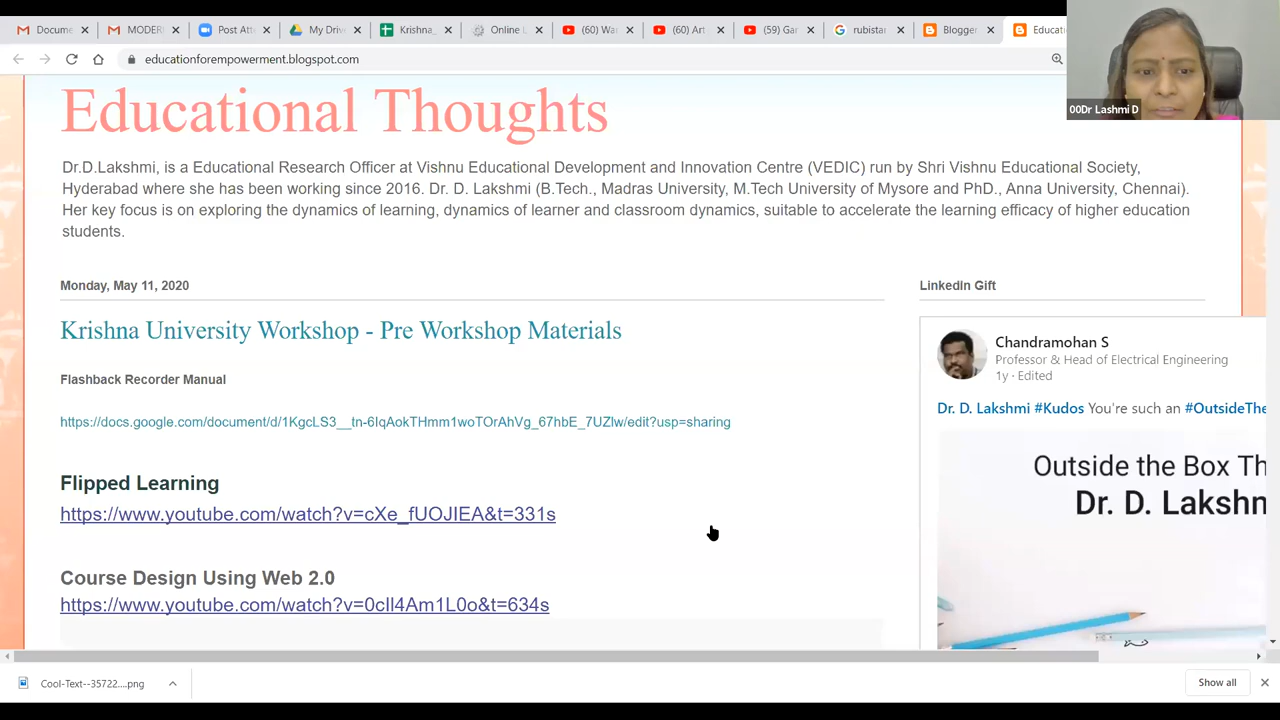 Docume
MODERI
Post Atte
My Drive
Krishna_
Online
(60) Wa
(60) Art
(59) Gar
rubistar
Blogger
Educati
educationforempowerment.blogspot.com
00Dr Lashmi D
Educational Thoughts
Dr.D.Lakshmi, is a Educational Research Officer at Vishnu Educational Development and Innovation Centre (VEDIC) run by Shri Vishnu Educational Society,
Hyderabad where she has been working since 2016. Dr. D. Lakshmi (B.Tech., Madras University, M.Tech University of Mysore and PhD., Anna University, Chennai).
Her key focus is on exploring the dynamics of learning, dynamics of learner and classroom dynamics, suitable to accelerate the learning efficacy of higher education
students.
Monday, May 11, 2020
Krishna University Workshop - Pre Workshop Materials
Flashback Recorder Manual
https://docs.google.com/document/d/1KgcLS3__tn-6IqAokTHmm1woTOrAhVg_67hbE_7UZlw/edit?usp=sharing
Flipped Learning
https://www.youtube.com/watch?v=cXe_fUOJIEA&t=331s
Course Design Using Web 2.0
https://www.youtube.com/watch?v=0cIl4Am1L0o&t=634s
Linkedin Gift
Chandramohan S
Professor & Head of Electrical Engineering
1y · Edited
Dr. D. Lakshmi #Kudos You're such an #OutsideThe
Outside the Box Th
Dr. D. Lakshm
Cool-Text--35722....png
Show all